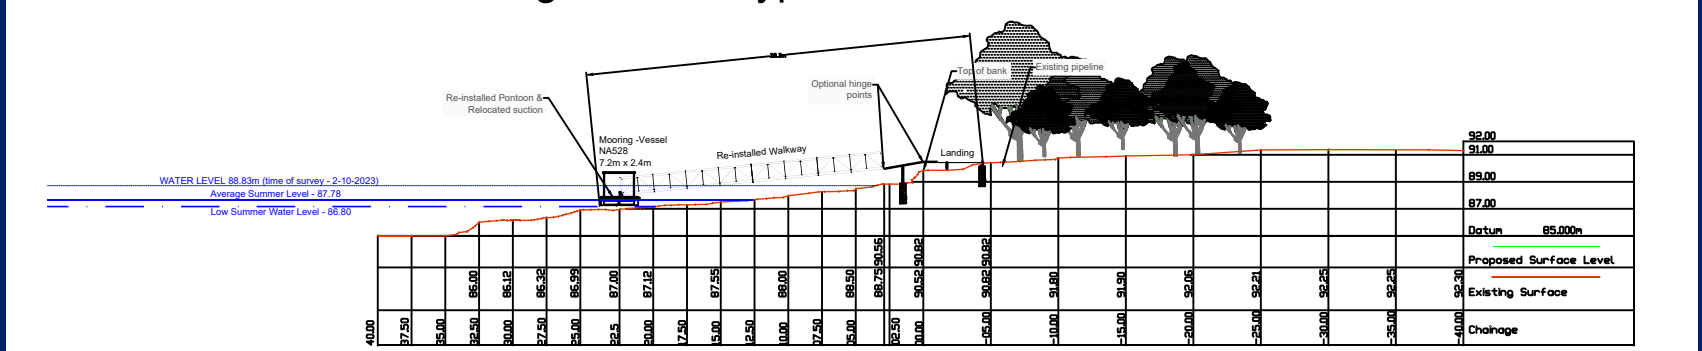 Re-installed Pontoon &
Relocated suction
Mooring -Vessel
NA528
7.2m x 2.4m
Re-installed Walkway
Optional hinge
points
Top of bank
Existing pipeline
Landing
WATER LEVEL 88.83m (time of survey - 2-10-2023)
Average Summer Level - 87.78
Low Summer Water Level - 86.80
92.00
91.00
89.00
87.00
Datum 85.000m
Proposed Surface Level
90.56 90.82 90.82
86.00 86.12 86.32 86.99 87.00 87.12 87.55 88.00 88.50 88.75 90.52 90.82 91.80 91.90 92.06 92.21 92.25 92.25 92.30
Existing Surface
40.00 37.50 35.00 32.50 30.00 27.50 25.00 22.5 20.00 17.50 15.00 12.50 10.00 07.50 05.00 02.50 00.00 -05.00 -10.00 -15.00 -20.00 -25.00 -30.00 -35.00 -40.00
Chainage